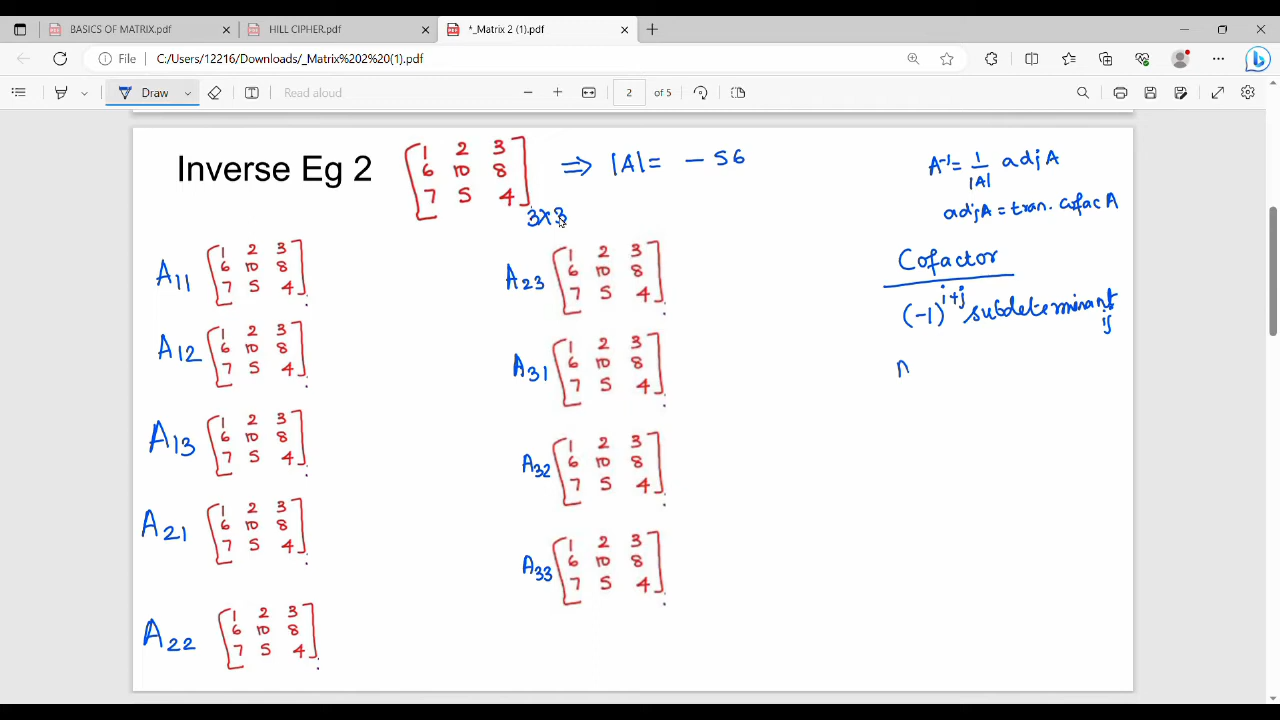 BASICS OF MATRIX.pdf
HILL CIPHER.pdf
*_Matrix 2 (1).pdf
File
C:/Users/12216/Downloads/_Matrix%202%20(1).pdf
Draw
Read aloud
2 of 5
Inverse Eg 2
1 2 3
6 10 8
7 5 4
3x3
⇒ |A| = - 56
A-1 = 1/|A| adj A
adjA = tran. cofac A
Cofactor
(-1)^i+j subdeterminant ij
n
A11
1 2 3
6 10 8
7 5 4
A12
1 2 3
6 10 8
7 5 4
A13
1 2 3
6 10 8
7 5 4
A21
1 2 3
6 10 8
7 5 4
A22
1 2 3
6 10 8
7 5 4
A23
1 2 3
6 10 8
7 5 4
A31
1 2 3
6 10 8
7 5 4
A32
1 2 3
6 10 8
7 5 4
A33
1 2 3
6 10 8
7 5 4